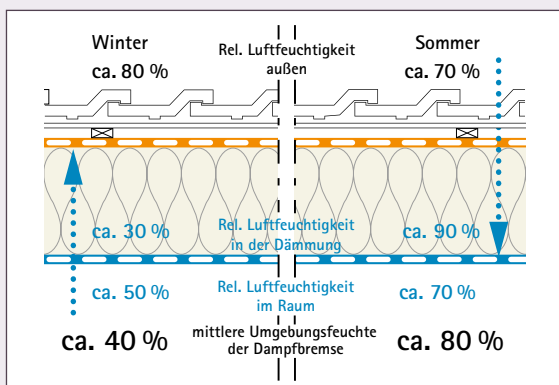 Winter
Rel. Luftfeuchtigkeit
außen
Sommer
ca. 80 %
ca. 70 %
ca. 30 %
Rel. Luftfeuchtigkeit
in der Dämmung
ca. 90 %
ca. 50 %
Rel. Luftfeuchtigkeit
im Raum
ca. 70 %
ca. 40 %
mittlere Umgebungsfeuchte
der Dampfbremse
ca. 80 %